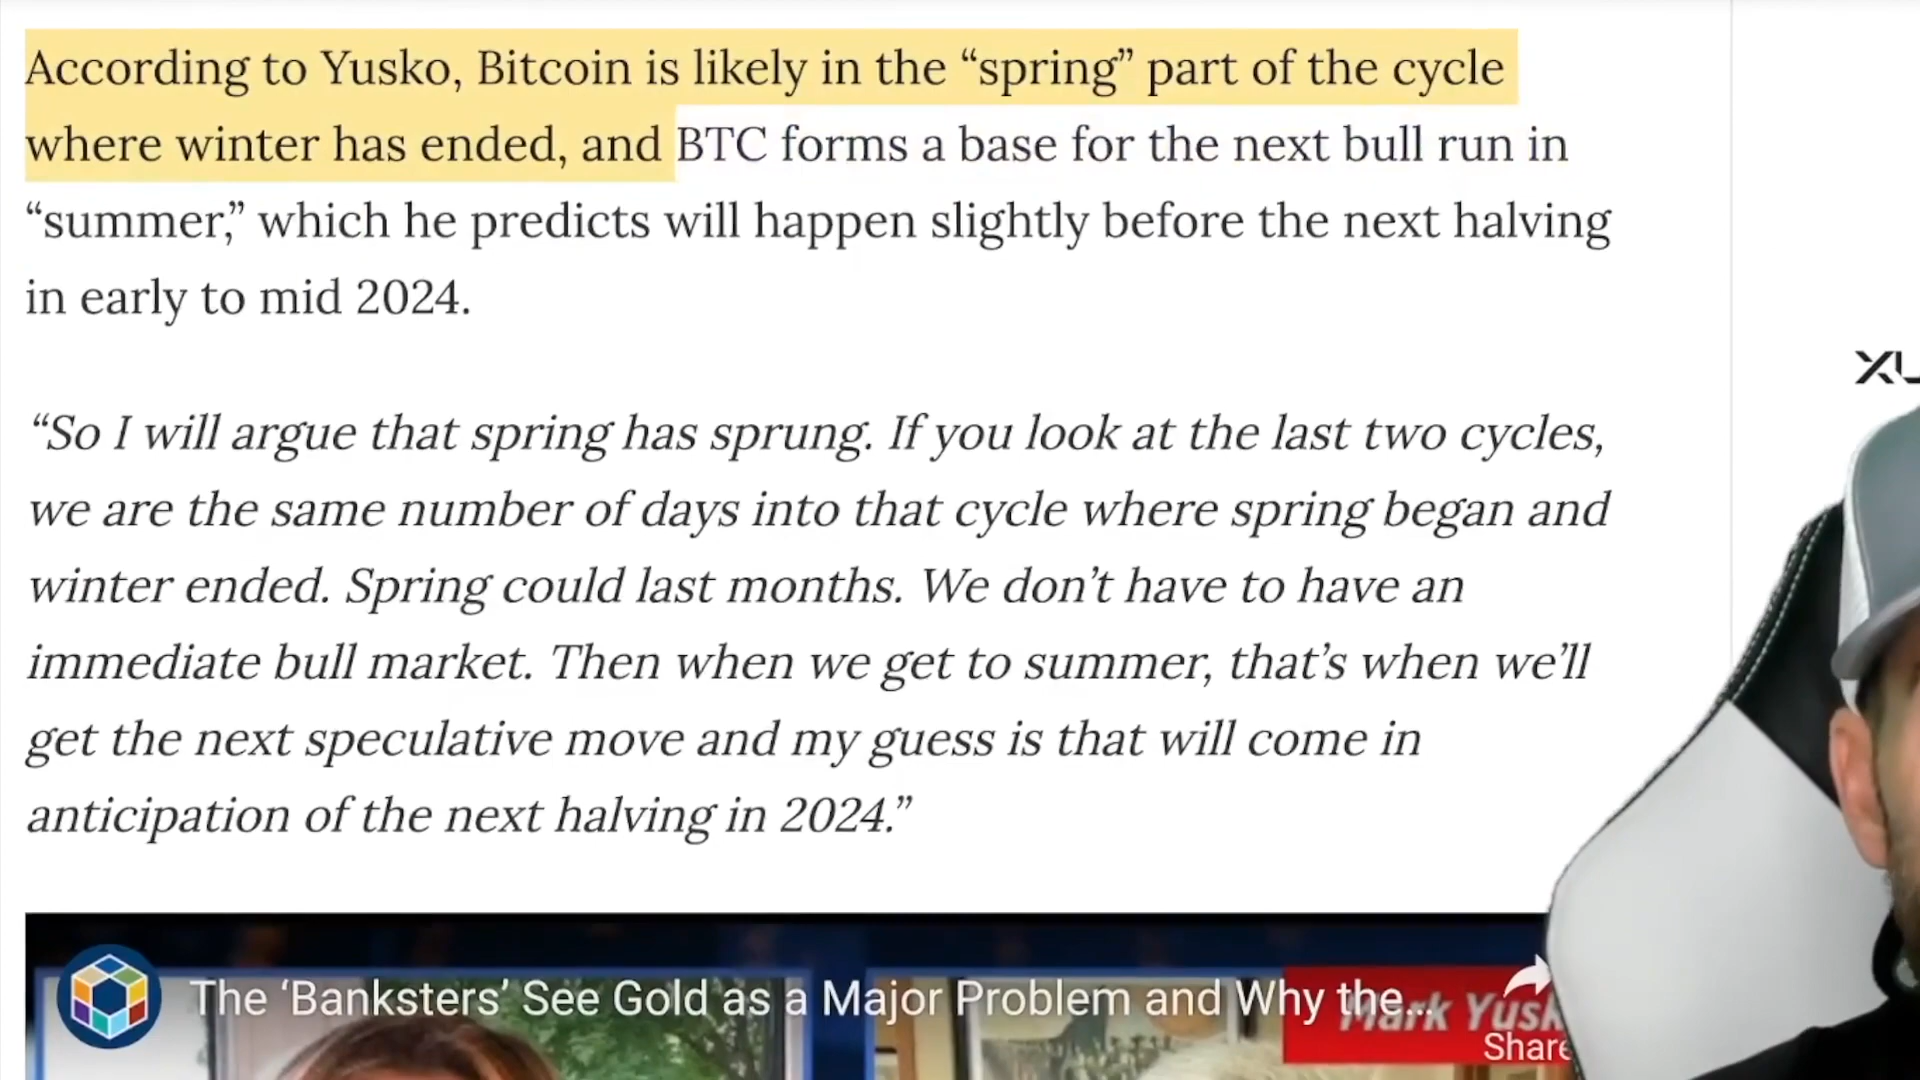 According to Yusko, Bitcoin is likely in the “spring” part of the cycle
where winter has ended, and BTC forms a base for the next bull run in
“summer,” which he predicts will happen slightly before the next halving
in early to mid 2024.
“So I will argue that spring has sprung. If you look at the last two cycles,
we are the same number of days into that cycle where spring began and
winter ended. Spring could last months. We don’t have to have an
immediate bull market. Then when we get to summer, that’s when we’ll
get the next speculative move and my guess is that will come in
anticipation of the next halving in 2024.”
The ‘Banksters’ See Gold as a Major Problem and Why the...
Mark Yusk
Share